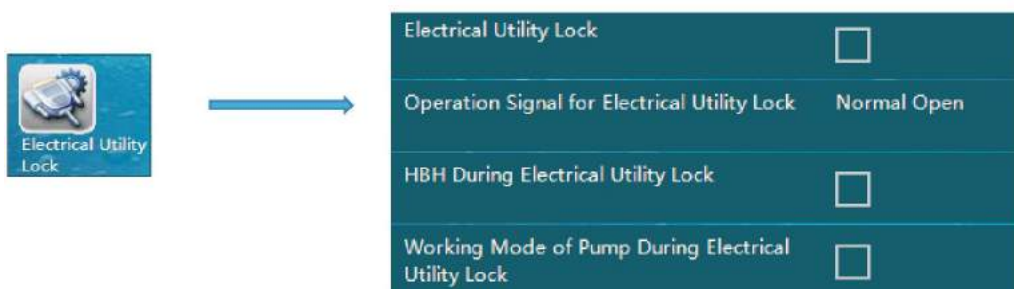 Electrical Utility
Lock
Electrical Utility Lock
Operation Signal for Electrical Utility Lock Normal Open
HBH During Electrical Utility Lock
Working Mode of Pump During Electrical
Utility Lock